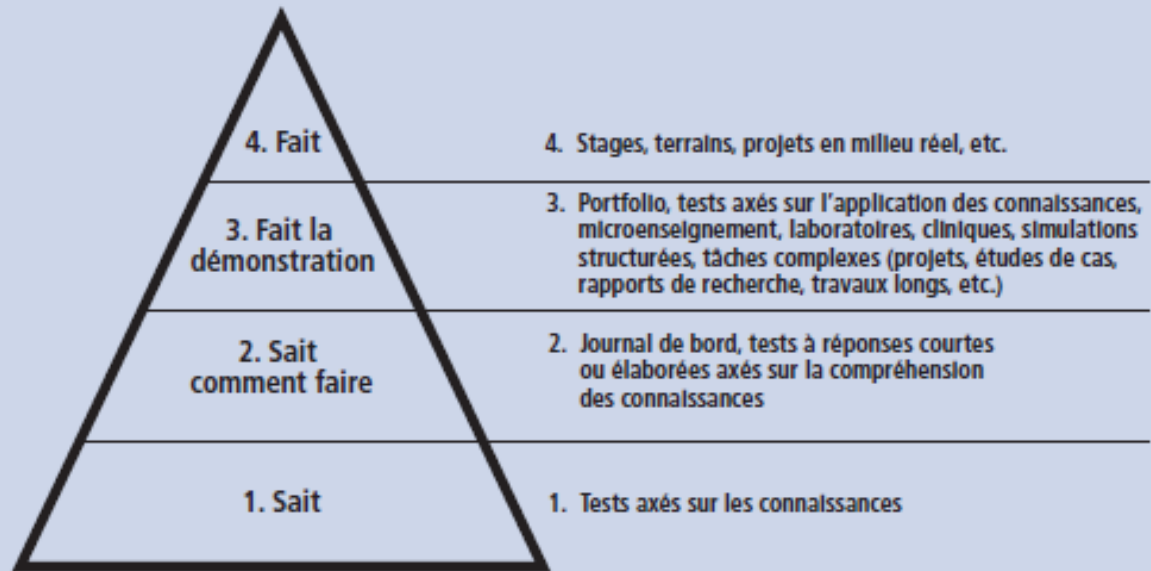 4. Fait
4. Stages, terrains, projets en milieu réel, etc.
3. Fait la
démonstration
3. Portfolio, tests axés sur l'application des connaissances,
microenseignement, laboratoires, cliniques, simulations
structurées, tâches complexes (projets, études de cas,
rapports de recherche, travaux longs, etc.)
2. Sait
comment faire
2. Journal de bord, tests à réponses courtes
ou élaborées axés sur la compréhension
des connaissances
1. Sait
1. Tests axés sur les connaissances